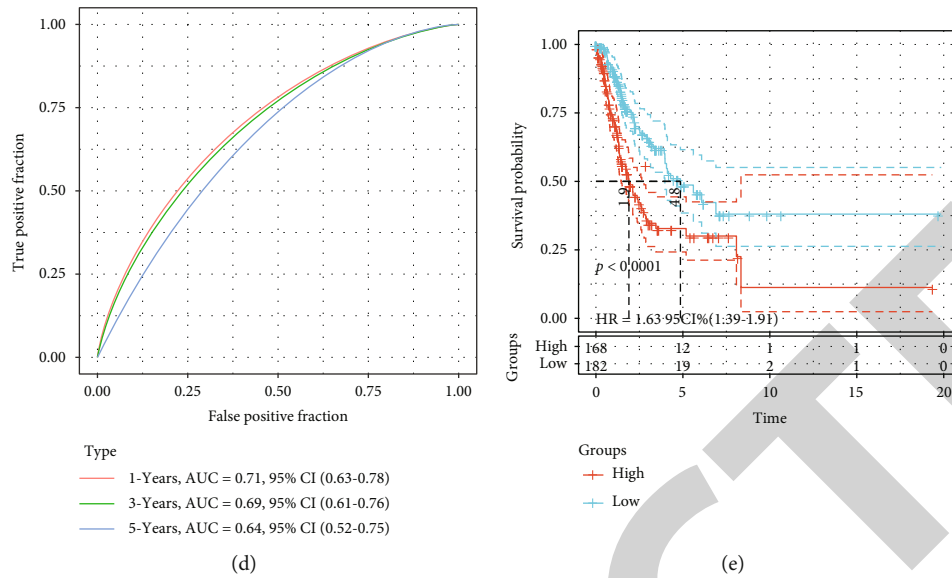 1.00
0.75
0.50
0.25
0.00
True positive fraction
0.00 0.25 0.50 0.75 1.00
False positive fraction
Type
1-Years, AUC = 0.71, 95% CI (0.63-0.78)
3-Years, AUC = 0.69, 95% CI (0.61-0.76)
5-Years, AUC = 0.64, 95% CI (0.52-0.75)
(d)
1.00
0.75
0.50
0.25
0.00
Survival probability
1.9
4.8
p < 0.0001
HR = 1.63 95CI%(1.39-1.91)
Groups
High 168 12 1 1 0
Low 182 19 2 1 0
0 5 10 15 20
Time
Groups
High
Low
(e)